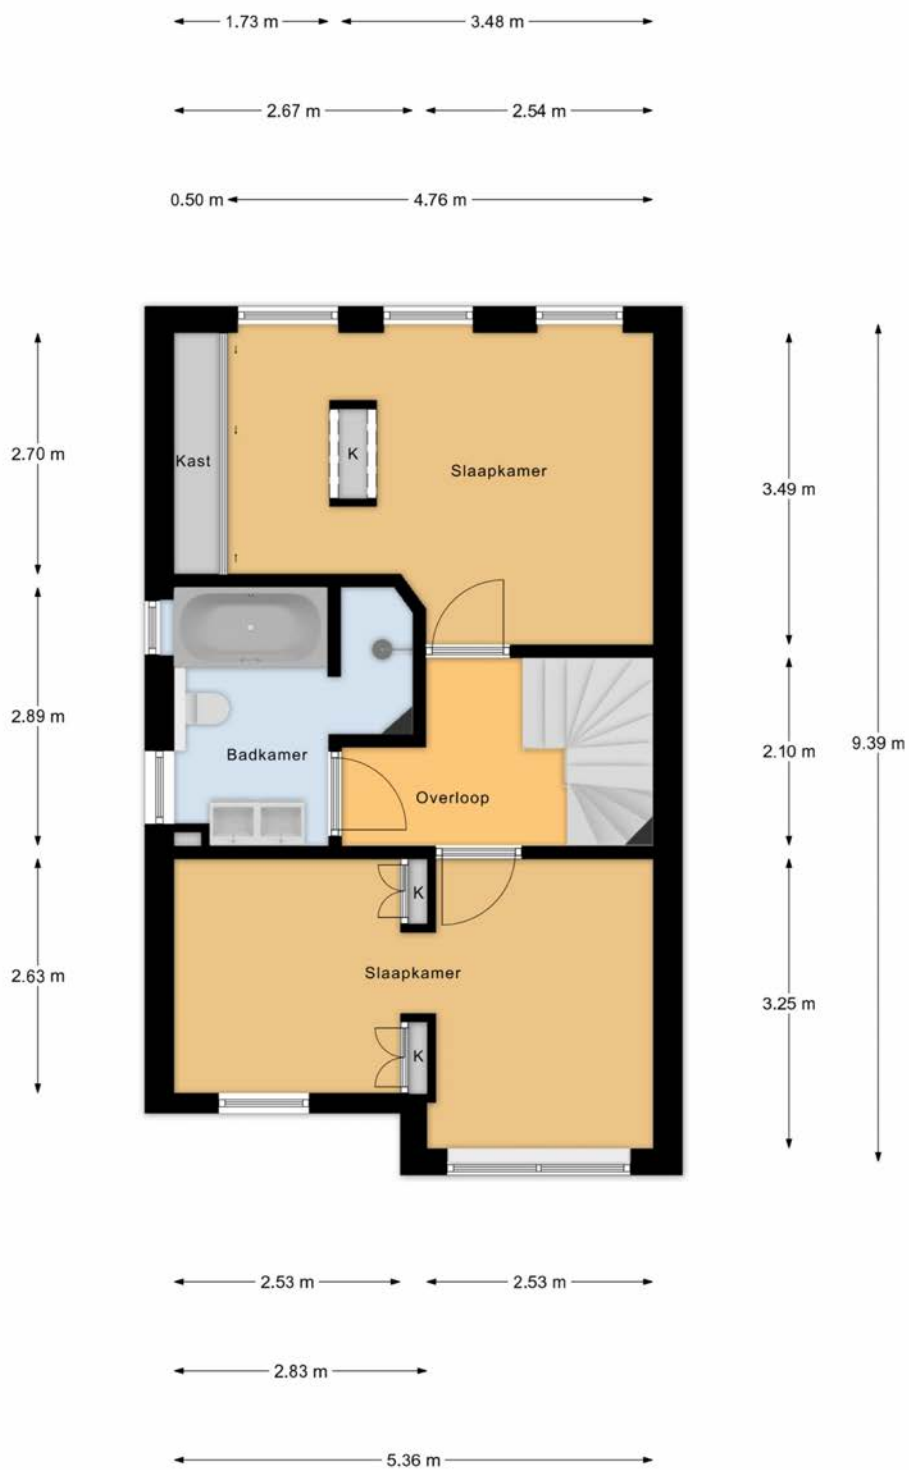 1.73 m 3.48 m
2.67 m 2.54 m
0.50 m 4.76 m
2.70 m
Kast
K
Slaapkamer
3.49 m
2.89 m
Badkamer
2.10 m
9.39 m
Overloop
K
2.63 m
Slaapkamer
3.25 m
K
2.53 m 2.53 m
2.83 m
5.36 m